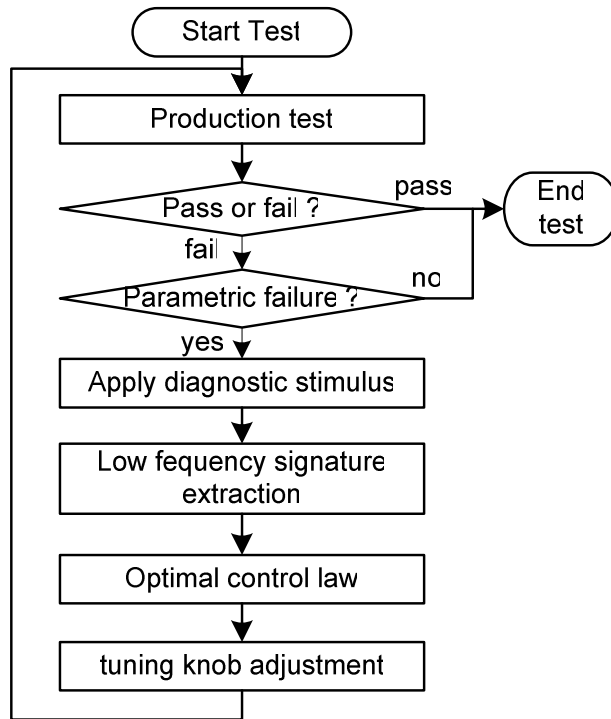 Start Test
Production test
Pass or fail ?
pass
End
test
fail
Parametric failure ?
no
yes
Apply diagnostic stimulus
Low fequency signature
extraction
Optimal control law
tuning knob adjustment